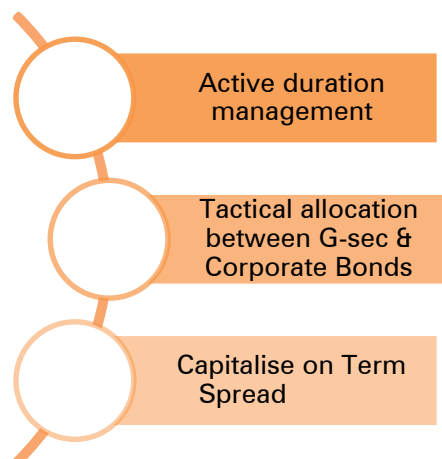 Active duration
management
Tactical allocation
between G-sec &
Corporate Bonds
Capitalise on Term
Spread